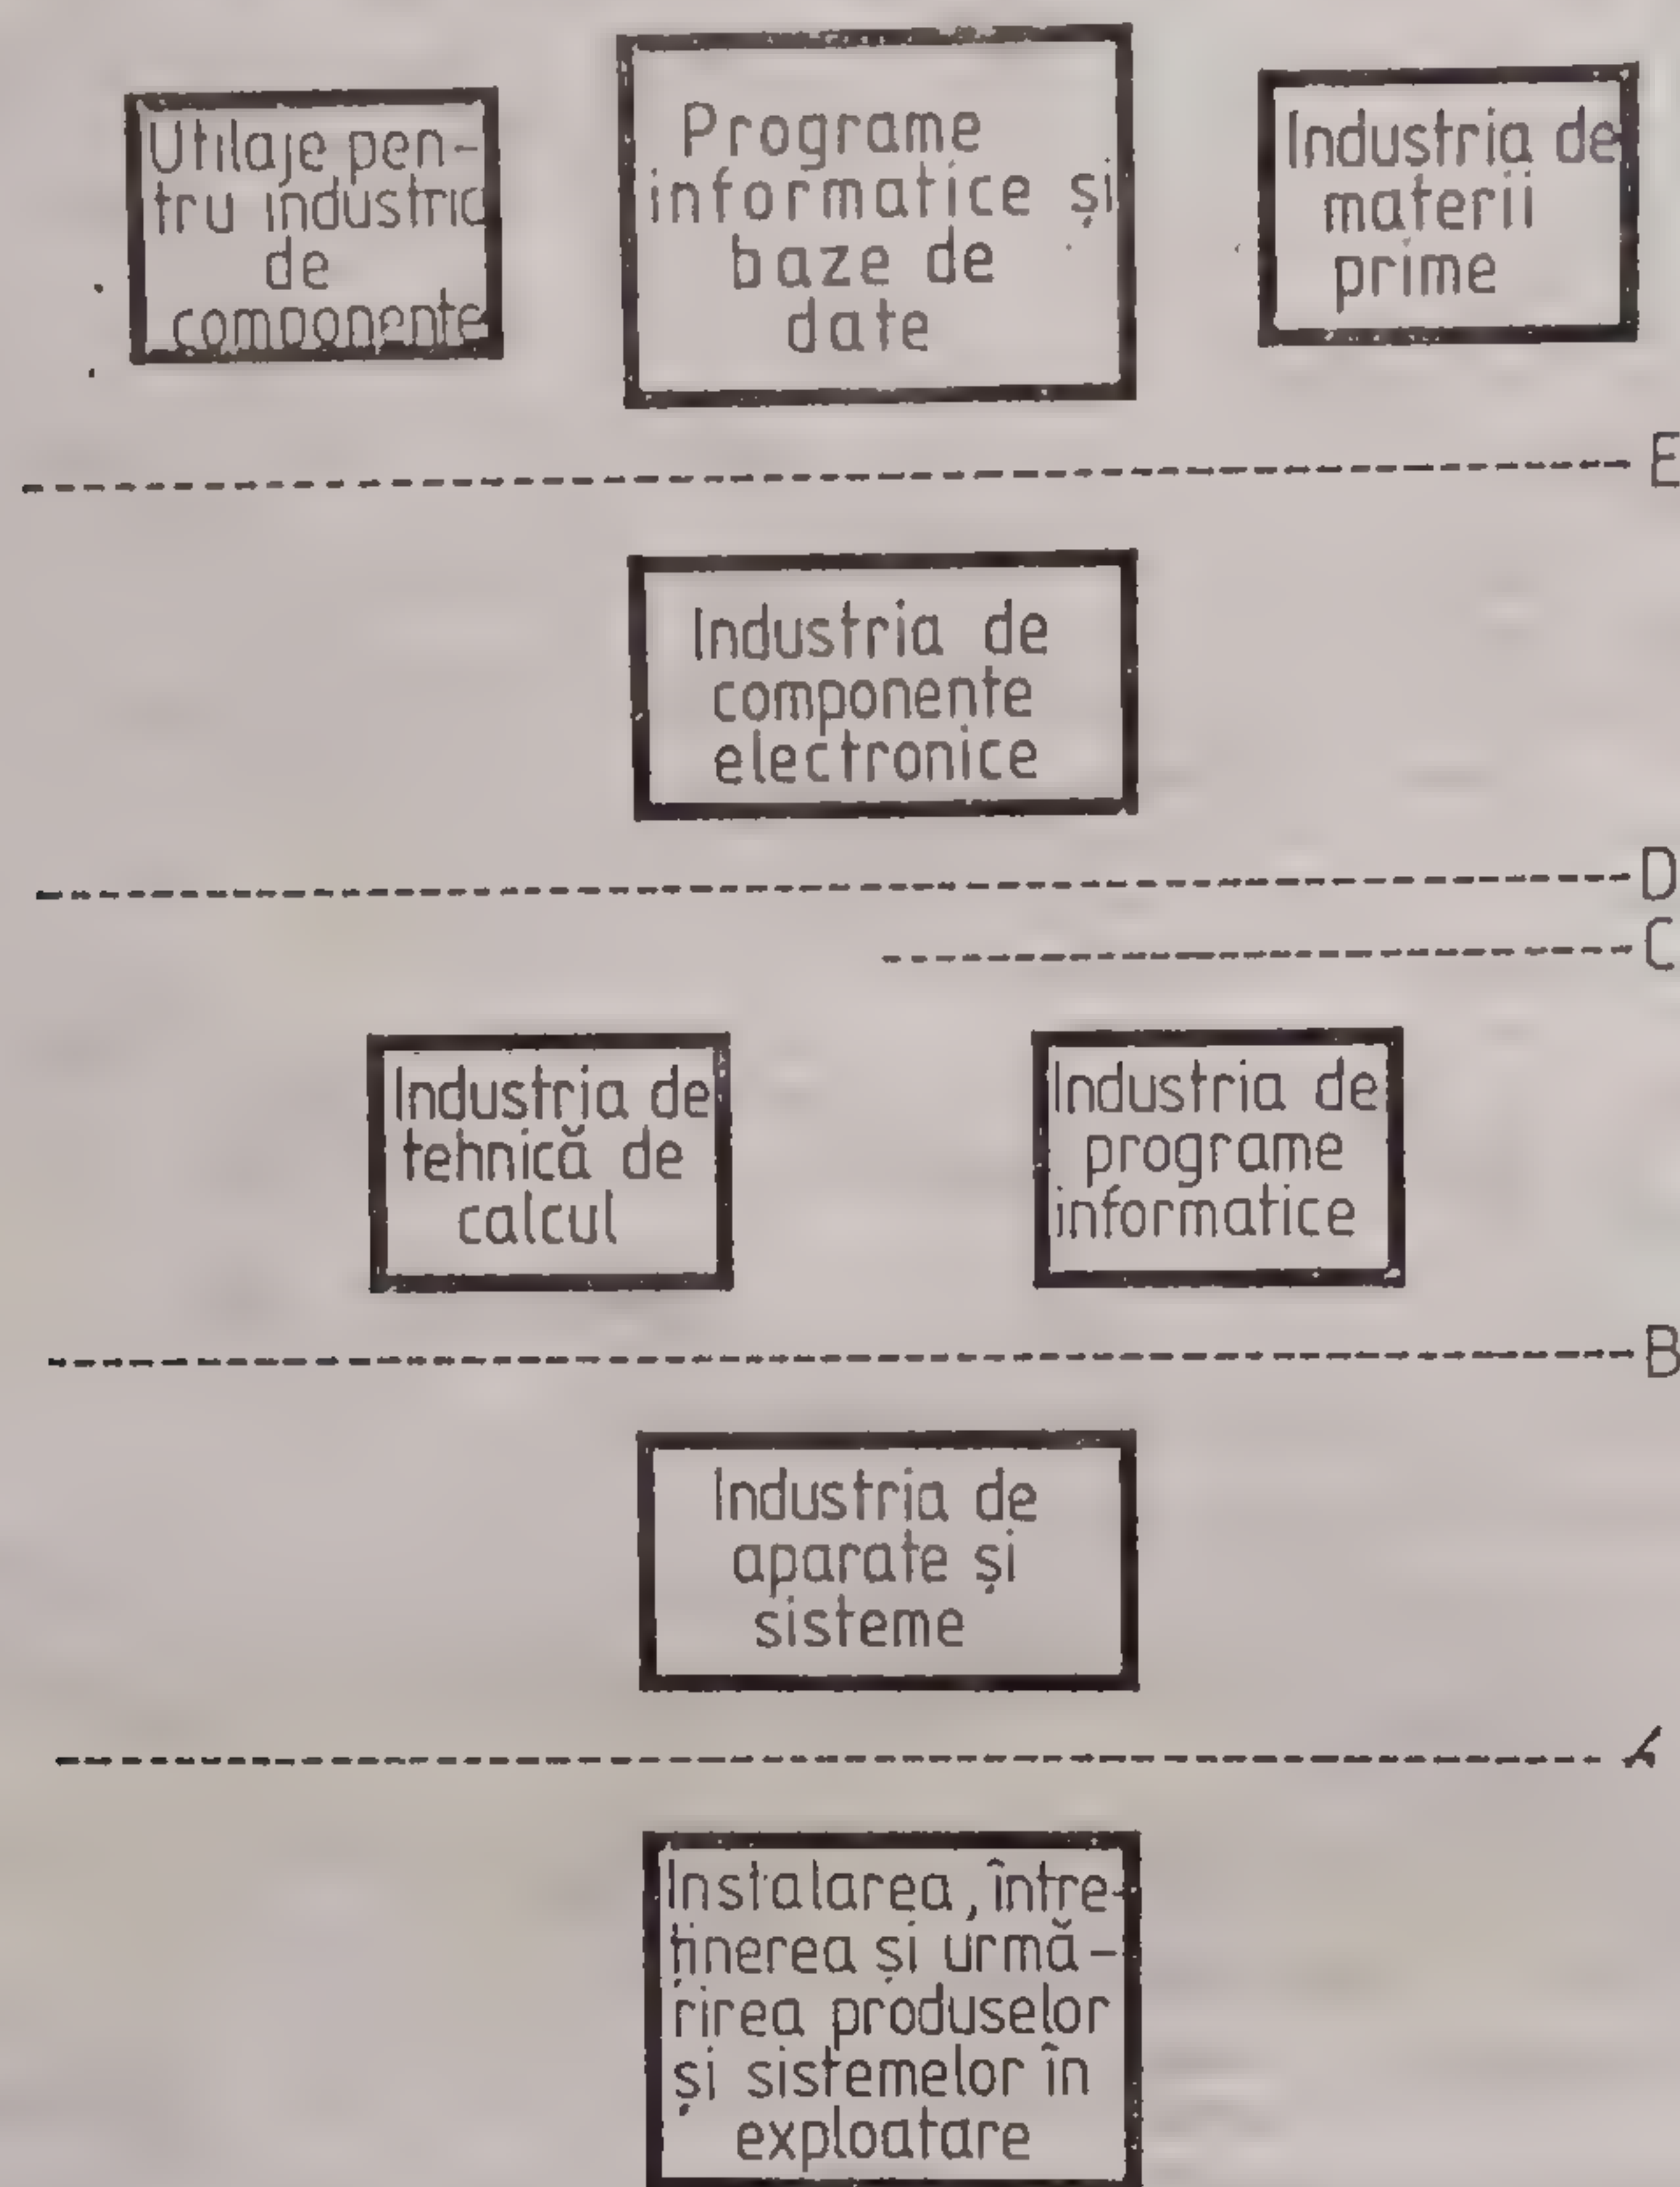 Utilaje pen-
tru industria
de
componente
Programe
informatice și
baze de
date
Industria de
materii
prime
E
Industria de
componente
electronice
D
C
Industria de
tehnică de
calcul
Industria de
programe
informatice
B
Industria de
aparate și
sisteme
Instalarea, între-
ținerea și urmă-
rirea produselor
și sistemelor în
exploatare